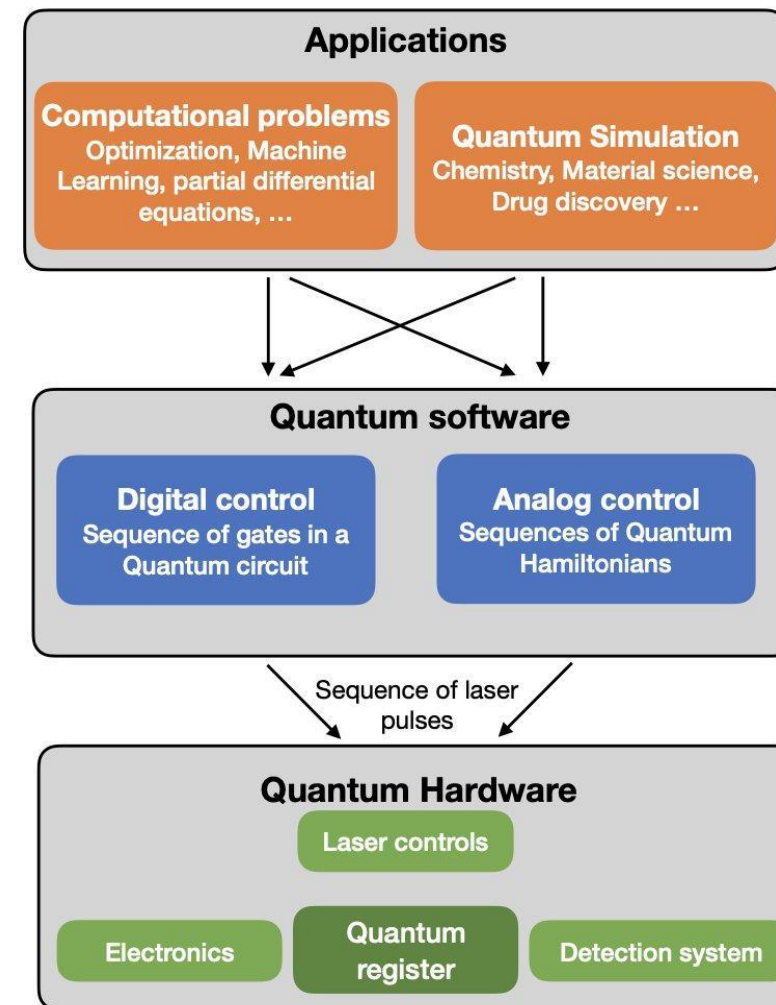 Applications
Computational problems
Optimization, Machine
Learning, partial differential
equations, ...
Quantum Simulation
Chemistry, Material science,
Drug discovery ...
Quantum software
Digital control
Sequence of gates in a
Quantum circuit
Analog control
Sequences of Quantum
Hamiltonians
Sequence of laser
pulses
Quantum Hardware
Laser controls
Electronics
Quantum
register
Detection system